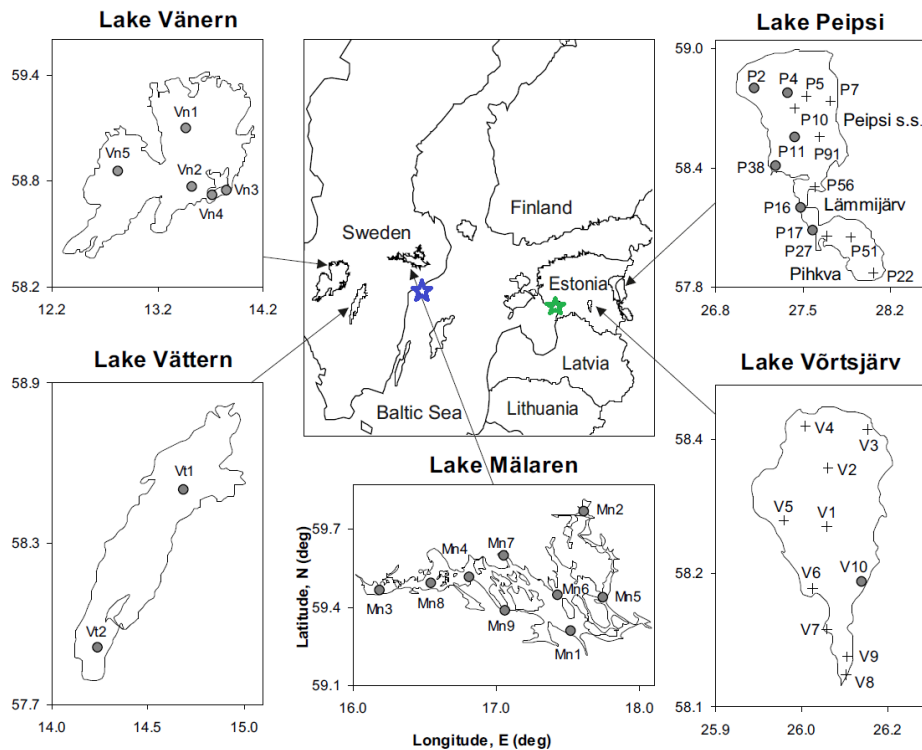 Lake Vänern
59.4
58.8
58.2
12.2
13.2
14.2
Vn1
Vn5
Vn2
Vn3
Vn4
Finland
Sweden
Estonia
Latvia
Lithuania
Baltic Sea
Lake Peipsi
59.0
58.4
57.8
26.8
27.5
28.2
P2
P4
P5
P7
P10
Peipsi s.s.
P11
P91
P38
P56
Lämmijärv
P16
P17
P27
P51
Pihkva
P22
Lake Vättern
58.9
58.3
57.7
14.0
14.5
15.0
Vt1
Vt2
Lake Mälaren
Latitude, N (deg)
59.7
59.4
59.1
16.0
17.0
18.0
Longitude, E (deg)
Mn2
Mn7
Mn4
Mn3
Mn8
Mn6
Mn5
Mn9
Mn1
Lake Võrtsjärv
58.4
58.2
58.1
25.9
26.0
26.2
V4
V3
V2
V5
V1
V6
V10
V7
V9
V8